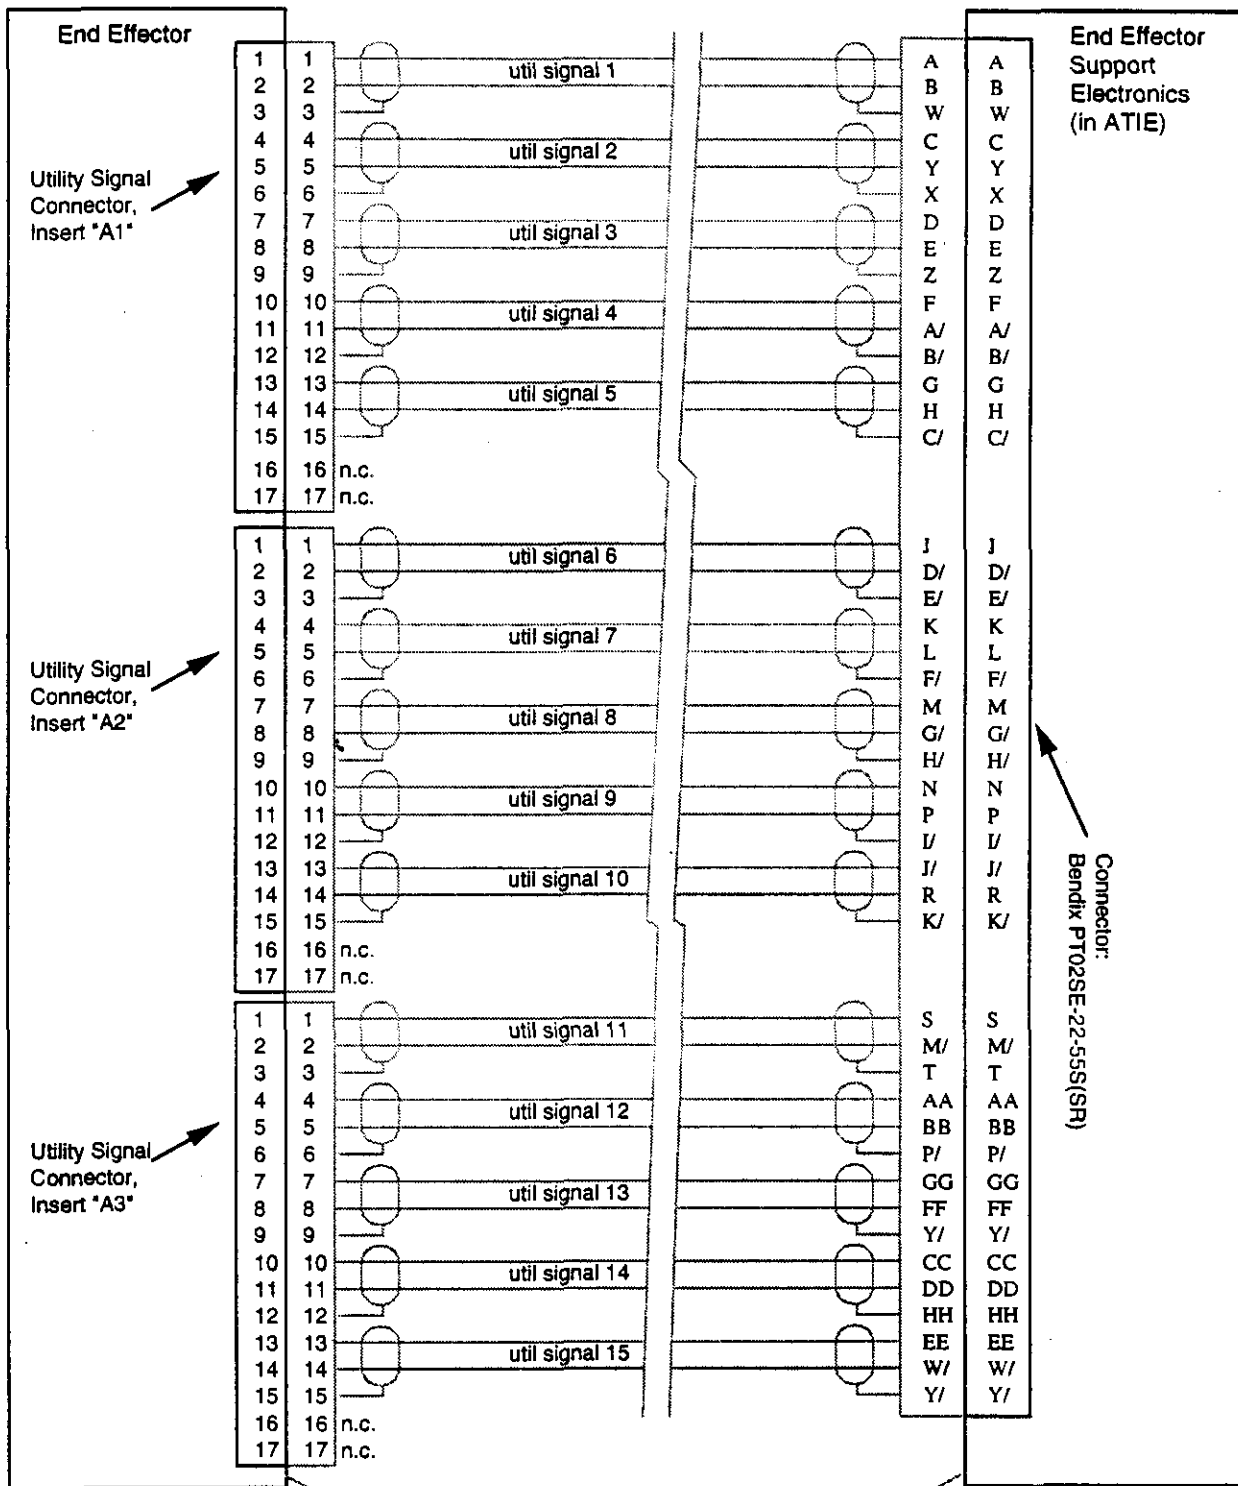 End Effector
End Effector
Support
Electronics
(in ATIE)
Utility Signal
Connector,
Insert "A1"
1 1 util signal 1 A A
2 2 B B
3 3 W W
4 4 util signal 2 C C
5 5 Y Y
6 6 X X
7 7 util signal 3 D D
8 8 E E
9 9 Z Z
10 10 util signal 4 F F
11 11 A/ A/
12 12 B/ B/
13 13 util signal 5 G G
14 14 H H
15 15 C/ C/
16 16 n.c.
17 17 n.c.
Utility Signal
Connector,
Insert "A2"
1 1 util signal 6 J J
2 2 D/ D/
3 3 E/ E/
4 4 util signal 7 K K
5 5 L L
6 6 F/ F/
7 7 util signal 8 M M
8 8 G/ G/
9 9 H/ H/
10 10 util signal 9 N N
11 11 P P
12 12 I/ I/
13 13 util signal 10 J/ J/
14 14 R R
15 15 K/ K/
16 16 n.c.
17 17 n.c.
Connector:
Bendix PT02SE-22-55S(SR)
Utility Signal
Connector,
Insert "A3"
1 1 util signal 11 S S
2 2 M/ M/
3 3 T T
4 4 util signal 12 AA AA
5 5 BB BB
6 6 P/ P/
7 7 util signal 13 GG GG
8 8 FF FF
9 9 Y/ Y/
10 10 util signal 14 CC CC
11 11 DD DD
12 12 HH HH
13 13 util signal 15 EE EE
14 14 W/ W/
15 15 Y/ Y/
16 16 n.c.
17 17 n.c.